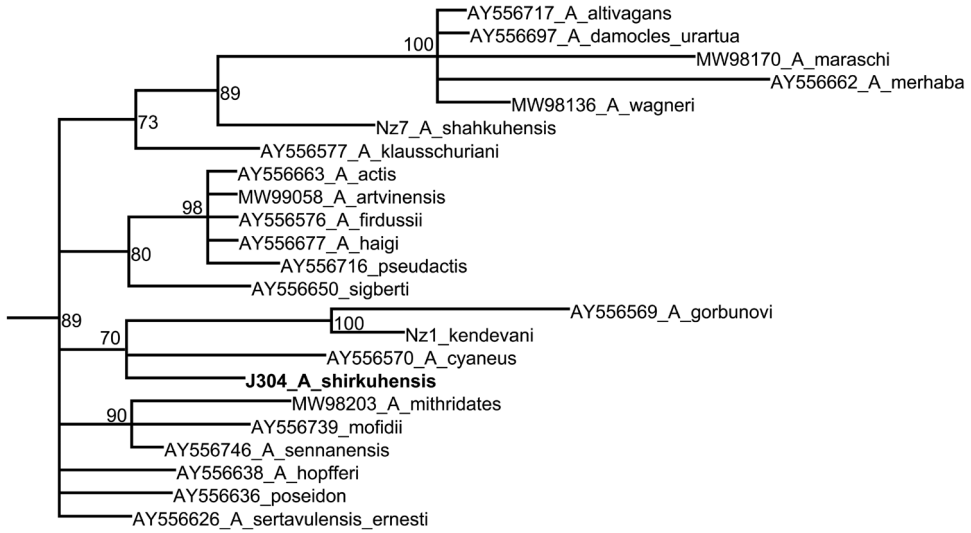 AY556717_A_altivagans
AY556697_A_damocles_urartua
100
MW98170_A_maraschi
AY556662_A_merhaba
89
MW98136_A_wagneri
73
Nz7_A_shahkuhensis
AY556577_A_klausschuriani
AY556663_A_actis
MW99058_A_artvinensis
98
AY556576_A_firdussii
AY556677_A_haigi
80
AY556716_pseudactis
AY556650_sigberti
89
AY556569_A_gorbunovi
100
70
Nz1_kendevani
AY556570_A_cyaneus
J304_A_shirkuhensis
MW98203_A_mithridates
90
AY556739_mofidii
AY556746_A_sennanensis
AY556638_A_hopfferi
AY556636_poseidon
AY556626_A_sertavulensis_ernesti